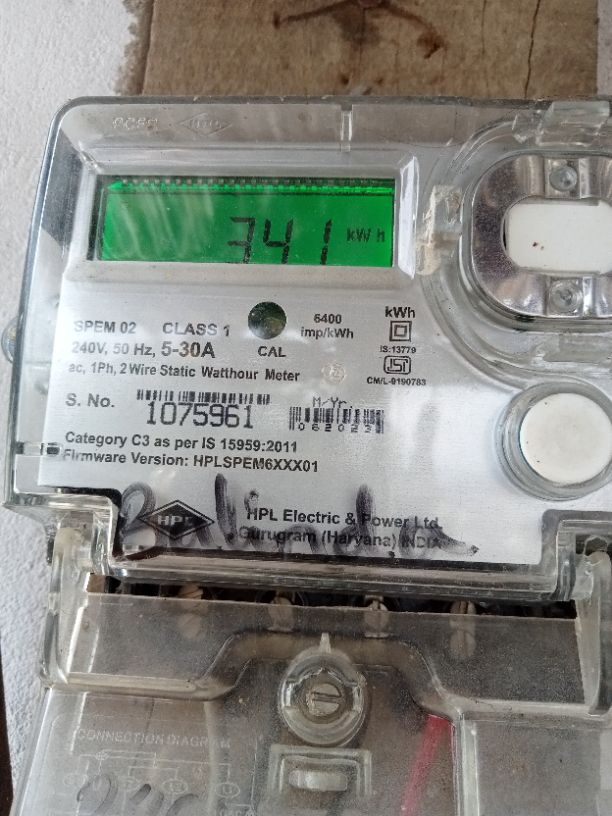 341 kWh
SPEM 02 CLASS 1 6400 imp/kWh kWh
240V, 50 Hz, 5-30A CAL IS:13779
ac, 1Ph, 2 Wire Static Watthour Meter CM/L-0190783
S. No. 1075961 M/Yr. 062023
Category C3 as per IS 15959:2011
Firmware Version: HPLSPEM6XXX01
HPL HPL Electric & Power Ltd.
Gurugram (Haryana) INDIA
CONNECTION DIAGRAM